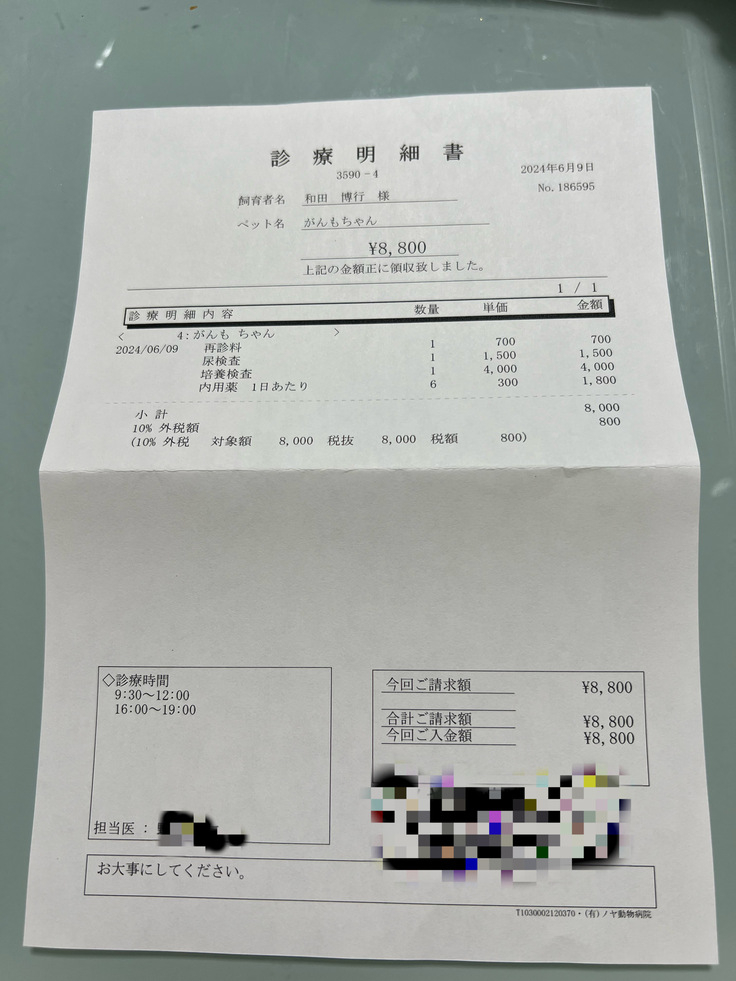 診療明細書
3590-4
2024年6月9日
No. 186595
飼育者名 和田 博行 様
ペット名 がんもちゃん
¥8,800
上記の金額正に領収致しました。
1 / 1
診療明細内容 数量 単価 金額
< 4:がんも ちゃん >
2024/06/09 再診料 1 700 700
尿検査 1 1,500 1,500
培養検査 1 4,000 4,000
内用薬 1日あたり 6 300 1,800
小 計 8,000
10% 外税額 800
(10% 外税 対象額 8,000 税抜 8,000 税額 800)
◇診療時間
9:30～12:00
16:00～19:00
担当医 :
今回ご請求額 ¥8,800
合計ご請求額 ¥8,800
今回ご入金額 ¥8,800
お大事にしてください。
T1030002120370・(有)ノヤ動物病院